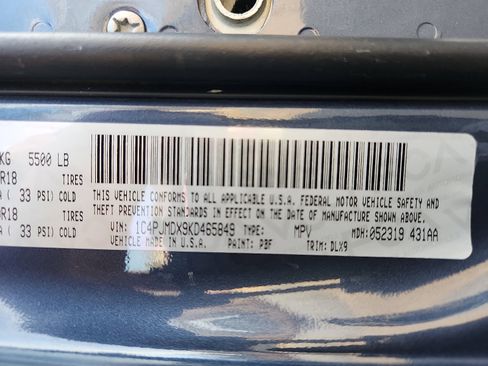 KG 5500 LB
R18 TIRES
A ( 33 PSI) COLD
R18 TIRES
A ( 33 PSI) COLD
THIS VEHICLE CONFORMS TO ALL APPLICABLE U.S.A. FEDERAL MOTOR VEHICLE SAFETY AND
THEFT PREVENTION STANDARDS IN EFFECT ON THE DATE OF MANUFACTURE SHOWN ABOVE.
VIN: 1C4PJMDX9KD465849 TYPE: MPV MDH: 052319 431AA
MADE IN U.S.A. PAINT: PBF TRIM: DLX9